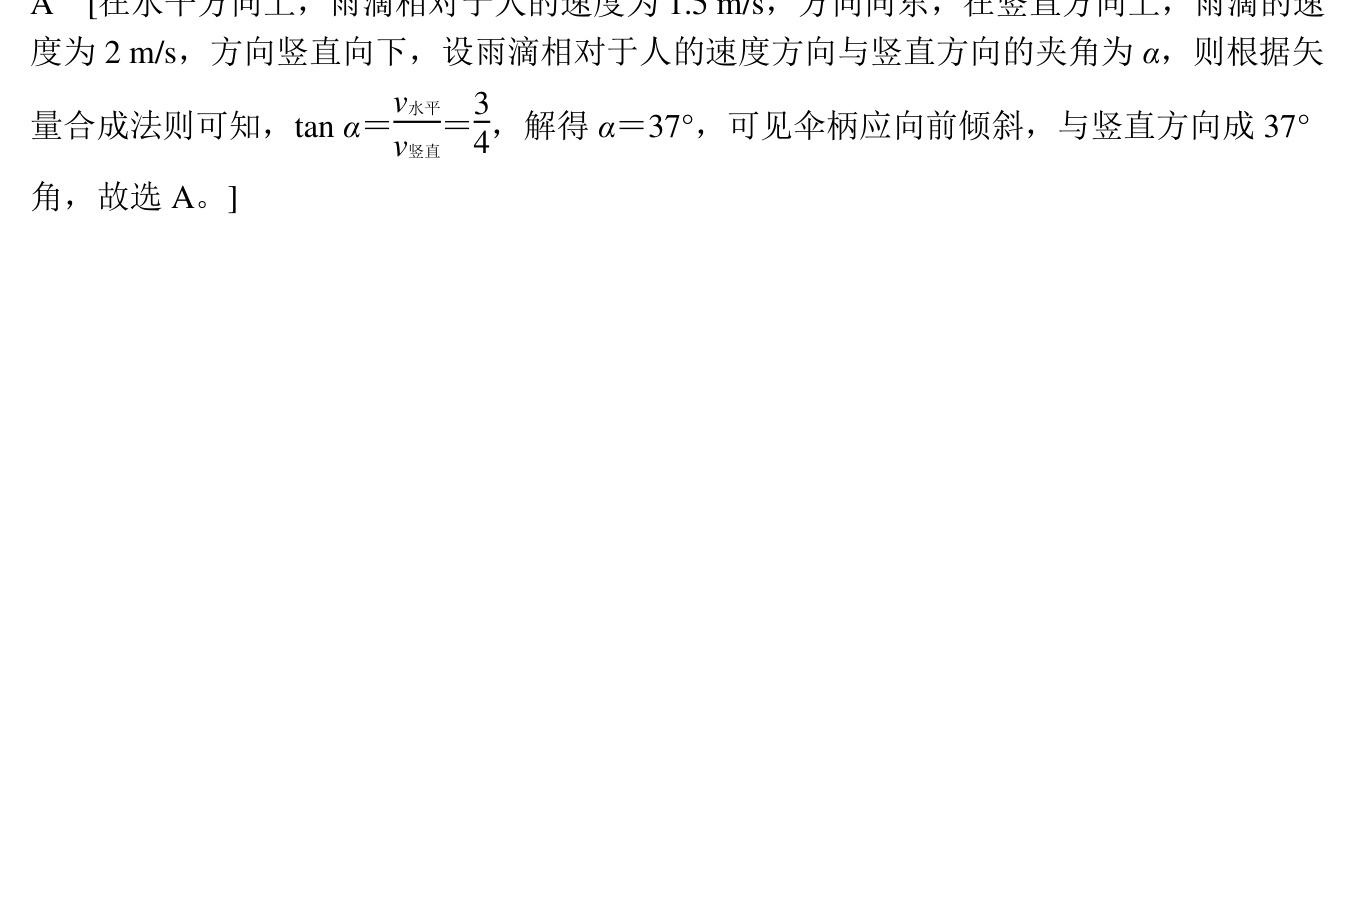 A [在水平方向上，雨滴相对于人的速度为 1.5 m/s，方向向东，在竖直方向上，雨滴的速
度为 2 m/s，方向竖直向下，设雨滴相对于人的速度方向与竖直方向的夹角为 α，则根据矢
量合成法则可知，tan α＝v水平/v竖直＝3/4，解得 α＝37°，可见伞柄应向前倾斜，与竖直方向成 37°
角，故选 A。]